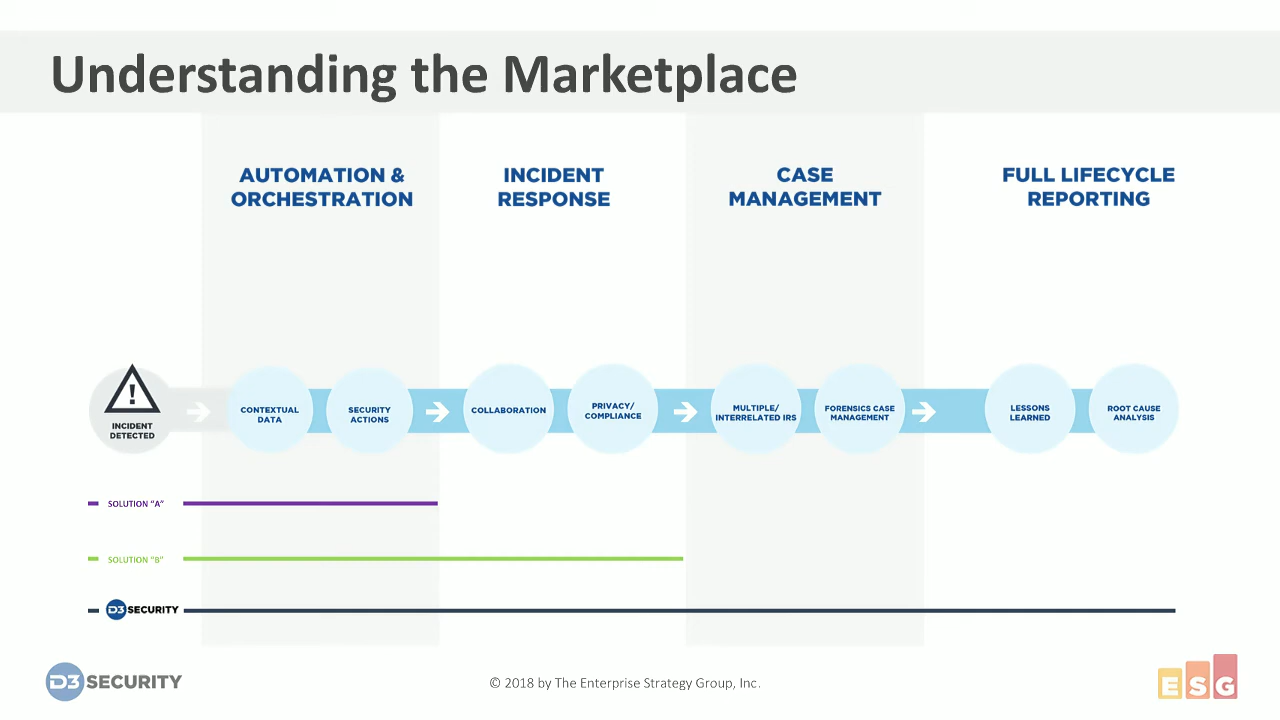 Understanding the Marketplace
AUTOMATION &
ORCHESTRATION
INCIDENT
RESPONSE
CASE
MANAGEMENT
FULL LIFECYCLE
REPORTING
!
INCIDENT
DETECTED
CONTEXTUAL
DATA
SECURITY
ACTIONS
COLLABORATION
PRIVACY/
COMPLIANCE
MULTIPLE/
INTERRELATED IRS
FORENSICS CASE
MANAGEMENT
LESSONS
LEARNED
ROOT CAUSE
ANALYSIS
SOLUTION "A"
SOLUTION "B"
D3 SECURITY
D3 SECURITY
© 2018 by The Enterprise Strategy Group, Inc.
ESG